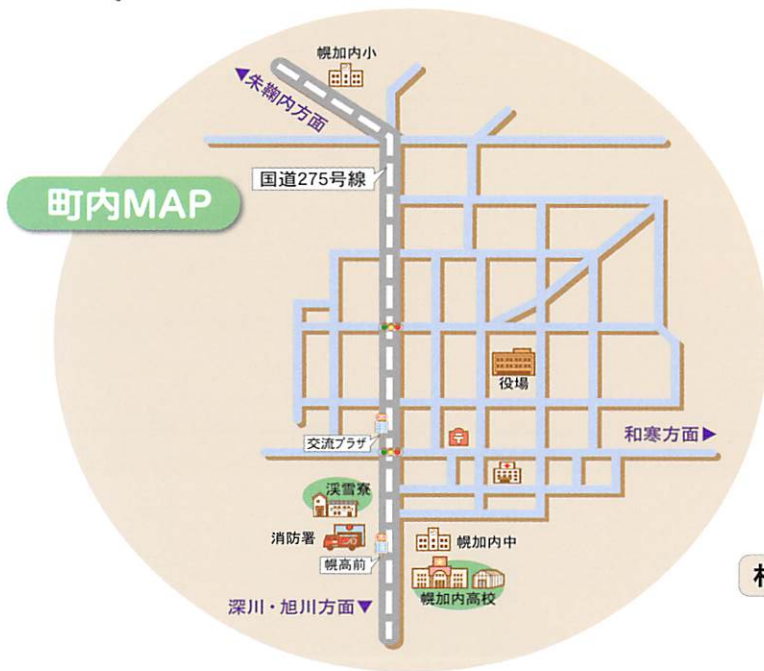 幌加内小
▲朱鞠内方面
国道275号線
町内MAP
役場
交流プラザ
和寒方面▶
渓雪寮
消防署
幌加内中
幌高前
幌加内高校
深川・旭川方面▼